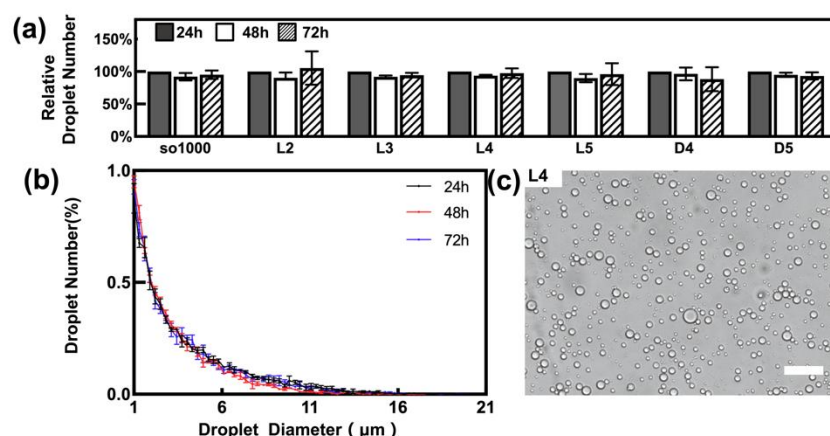 (a)
24h 48h 72h
Relative
Droplet Number
150%
100%
50%
0%
so1000 L2 L3 L4 L5 D4 D5
(b)
24h
48h
72h
Droplet Number(%)
1.0
0.5
0.0
1 6 11 16 21
Droplet Diameter ( μm )
(c)
L4